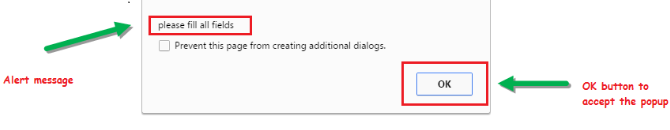 please fill all fields
Prevent this page from creating additional dialogs.
Alert message
OK
OK button to
accept the popup